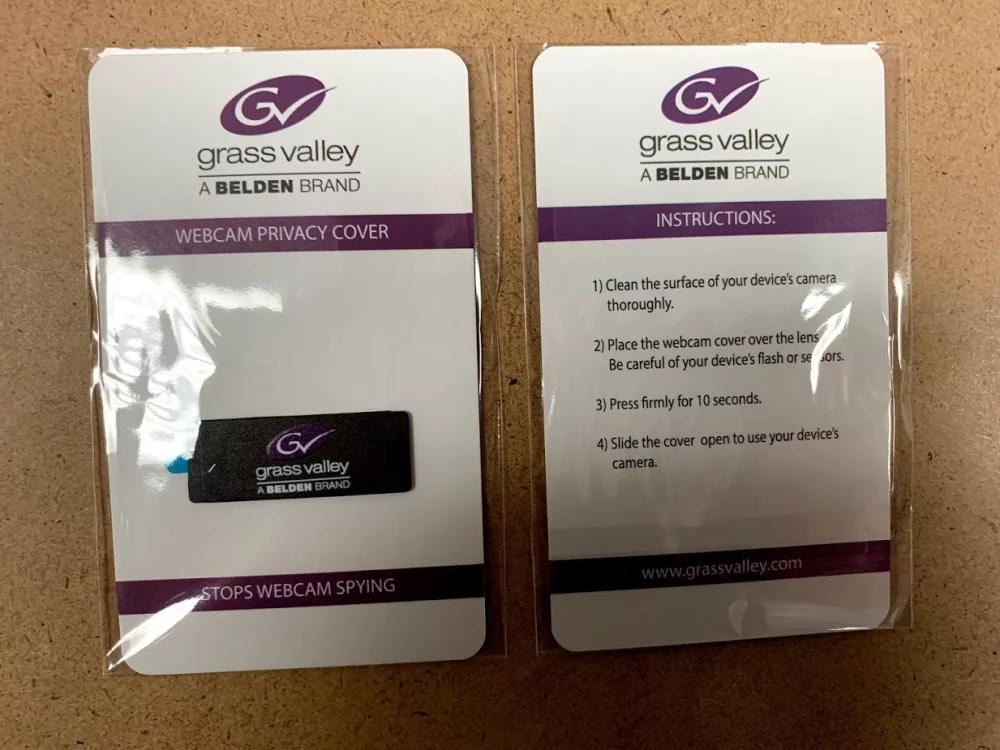 GV
grass valley
A BELDEN BRAND
WEBCAM PRIVACY COVER
GV
grass valley
A BELDEN BRAND
STOPS WEBCAM SPYING
GV
grass valley
A BELDEN BRAND
INSTRUCTIONS:
1) Clean the surface of your device's camera
thoroughly.
2) Place the webcam cover over the lens
Be careful of your device's flash or sensors.
3) Press firmly for 10 seconds.
4) Slide the cover open to use your device's
camera.
www.grassvalley.com